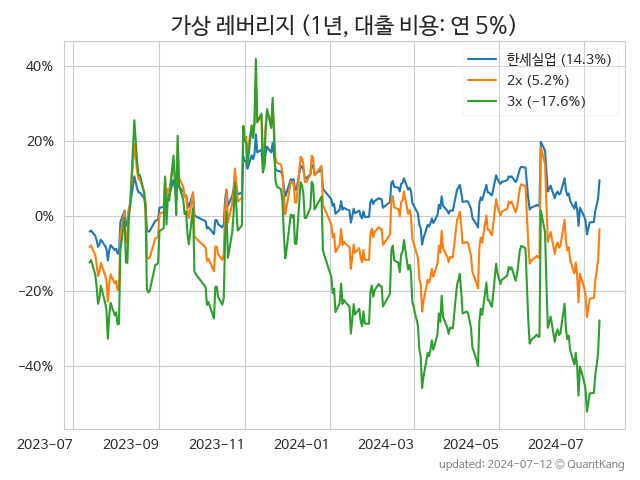 가상 레버리지 (1년, 대출 비용: 연 5%)
한세실업 (14.3%)
2x (5.2%)
3x (−17.6%)
40%
20%
0%
−20%
−40%
2023-07 2023-09 2023-11 2024-01 2024-03 2024-05 2024-07
updated: 2024-07-12 © QuantKang